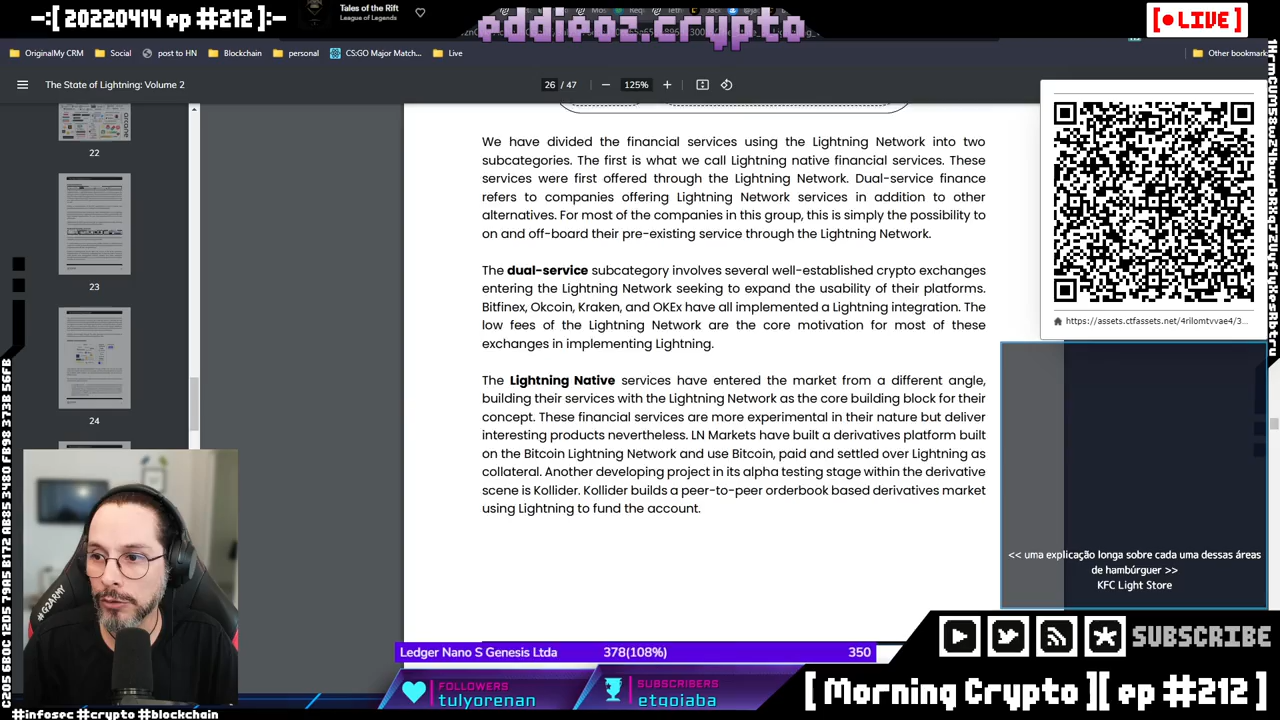 -:[ 20220414 ep #212 ]:-
Tales of the Rift
League of Legends
eddieoz.crypto
[ ● LIVE ]
OriginalMy CRM
Social
post to HN
Blockchain
personal
CS:GO Major Match...
Live
Other bookmark
The State of Lightning: Volume 2
26 / 47
125%
22
23
24
We have divided the financial services using the Lightning Network into two
subcategories. The first is what we call Lightning native financial services. These
services were first offered through the Lightning Network. Dual-service finance
refers to companies offering Lightning Network services in addition to other
alternatives. For most of the companies in this group, this is simply the possibility to
on and off-board their pre-existing service through the Lightning Network.
The dual-service subcategory involves several well-established crypto exchanges
entering the Lightning Network seeking to expand the usability of their platforms.
Bitfinex, Okcoin, Kraken, and OKEx have all implemented a Lightning integration. The
low fees of the Lightning Network are the core motivation for most of these
exchanges in implementing Lightning.
The Lightning Native services have entered the market from a different angle,
building their services with the Lightning Network as the core building block for their
concept. These financial services are more experimental in their nature but deliver
interesting products nevertheless. LN Markets have built a derivatives platform built
on the Bitcoin Lightning Network and use Bitcoin, paid and settled over Lightning as
collateral. Another developing project in its alpha testing stage within the derivative
scene is Kollider. Kollider builds a peer-to-peer orderbook based derivatives market
using Lightning to fund the account.
https://assets.ctfassets.net/4rilomtvvae4/3...
<< uma explicação longa sobre cada uma dessas áreas
de hambúrguer >>
KFC Light Store
#G2ARMY
Ledger Nano S Genesis Ltda
378(108%)
350
FOLLOWERS
tulyorenan
SUBSCRIBERS
etgoiaba
SUBSCRIBE
[ Morning Crypto ][ ep #212 ]
infosec #crypto #blockchain